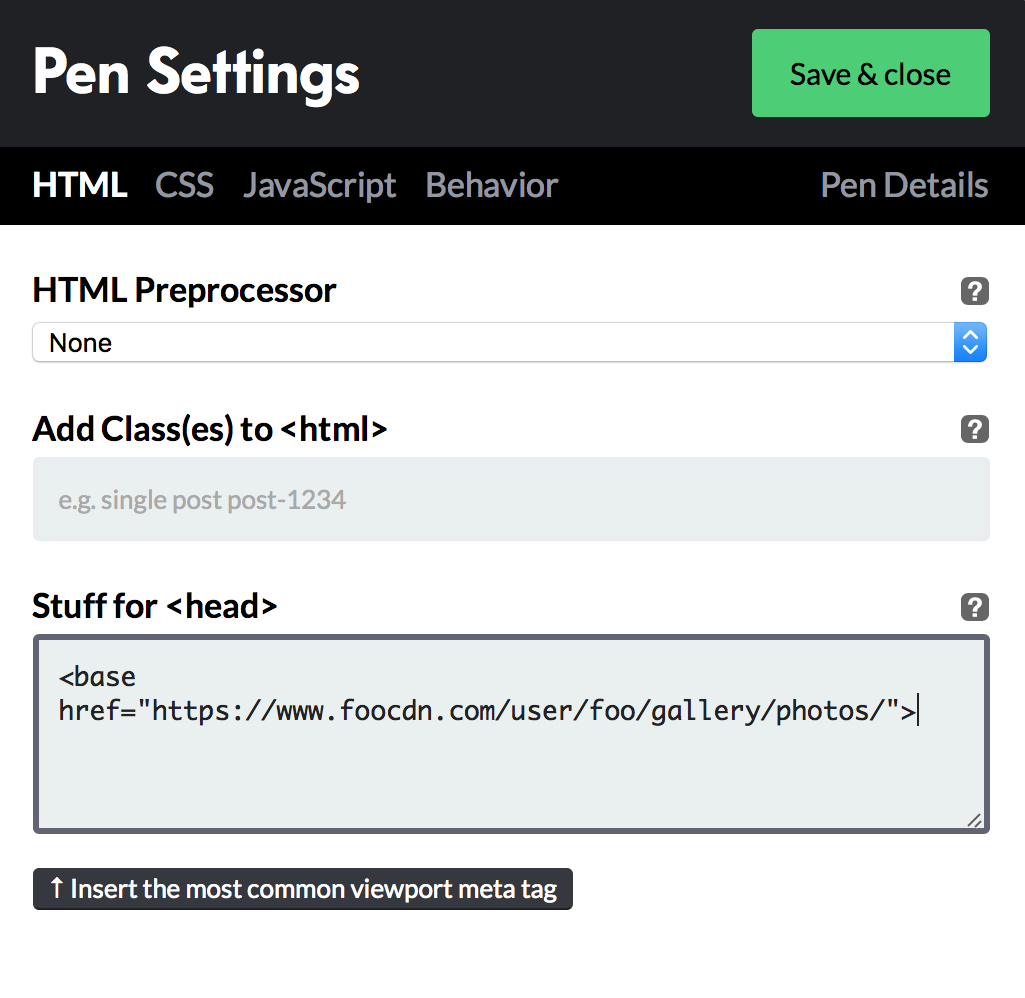 Pen Settings
Save & close
HTML CSS JavaScript Behavior Pen Details
HTML Preprocessor ?
None
Add Class(es) to <html> ?
e.g. single post post-1234
Stuff for <head> ?
<base
href="https://www.foocdn.com/user/foo/gallery/photos/">
↑ Insert the most common viewport meta tag